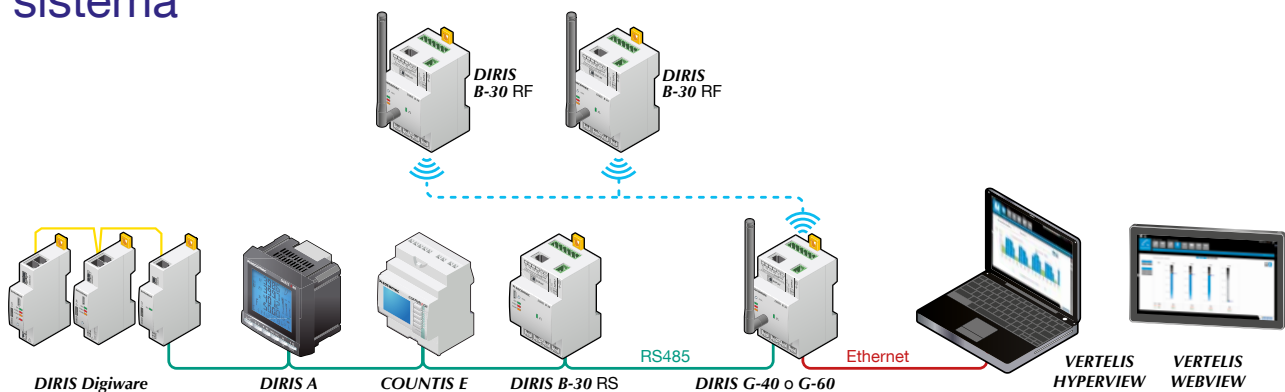 sistema
DIRIS
B-30 RF
DIRIS
B-30 RF
RS485
Ethernet
DIRIS Digiware
DIRIS A
COUNTIS E
DIRIS B-30 RS
DIRIS G-40 o G-60
VERTELIS
HYPERVIEW
VERTELIS
WEBVIEW